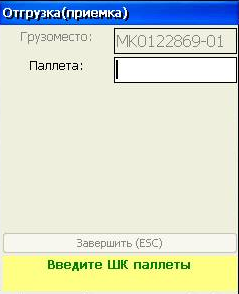 Отгрузка(приемка)
Грузоместо: МК0122869-01
Паллета:
Завершить (ESC)
Введите ШК паллеты